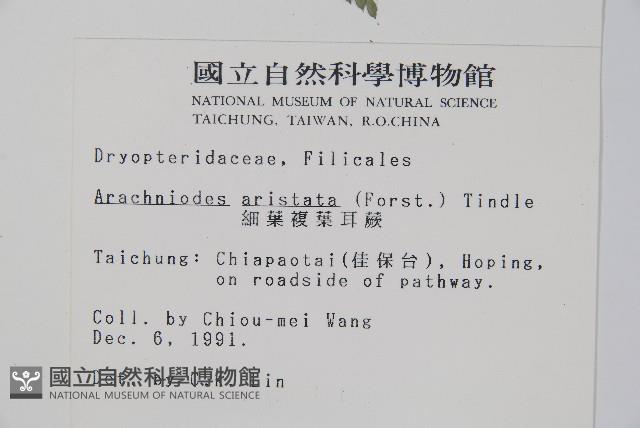 國立自然科學博物館
NATIONAL MUSEUM OF NATURAL SCIENCE
TAICHUNG, TAIWAN, R.O.CHINA
Dryopteridaceae, Filicales
Arachniodes aristata (Forst.) Tindle
細葉複葉耳蕨
Taichung: Chiapaotai(佳保台), Hoping,
on roadside of pathway.
Coll. by Chiou-mei Wang
Dec. 6, 1991.
國立自然科學博物館
NATIONAL MUSEUM OF NATURAL SCIENCE